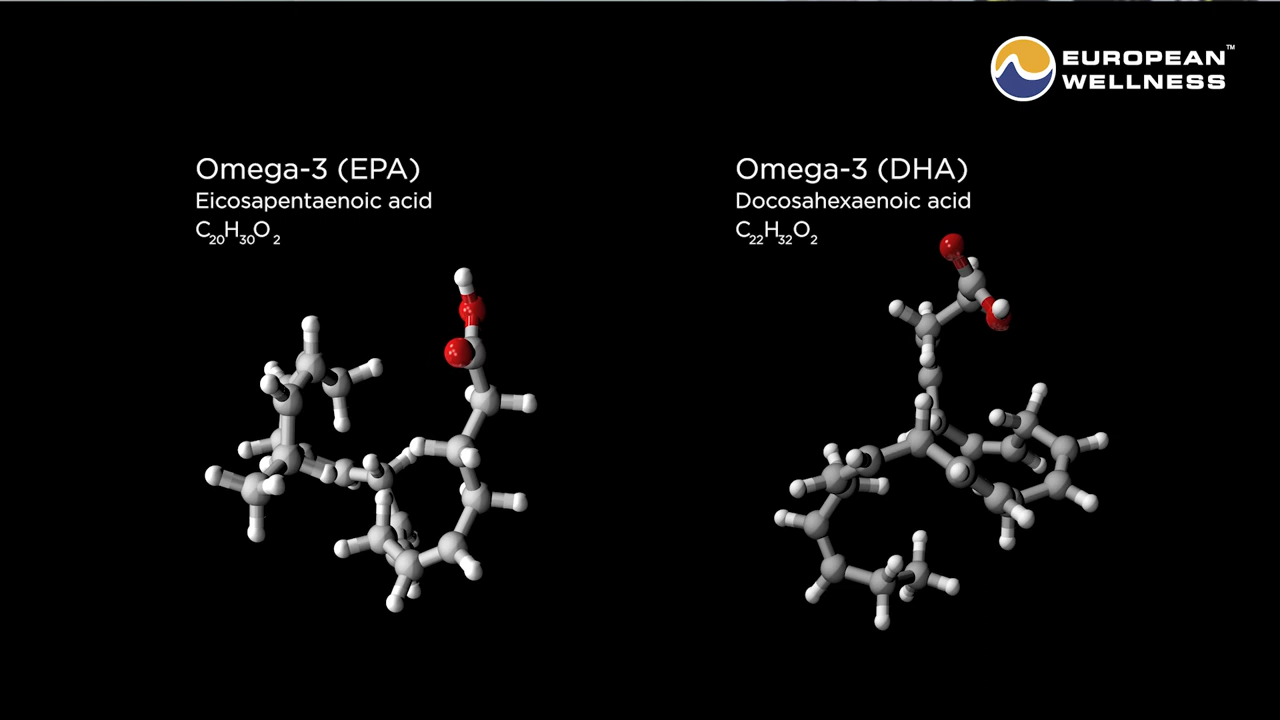 EUROPEAN™
WELLNESS
Omega-3 (EPA)
Eicosapentaenoic acid
C₂₀H₃₀O₂
Omega-3 (DHA)
Docosahexaenoic acid
C₂₂H₃₂O₂